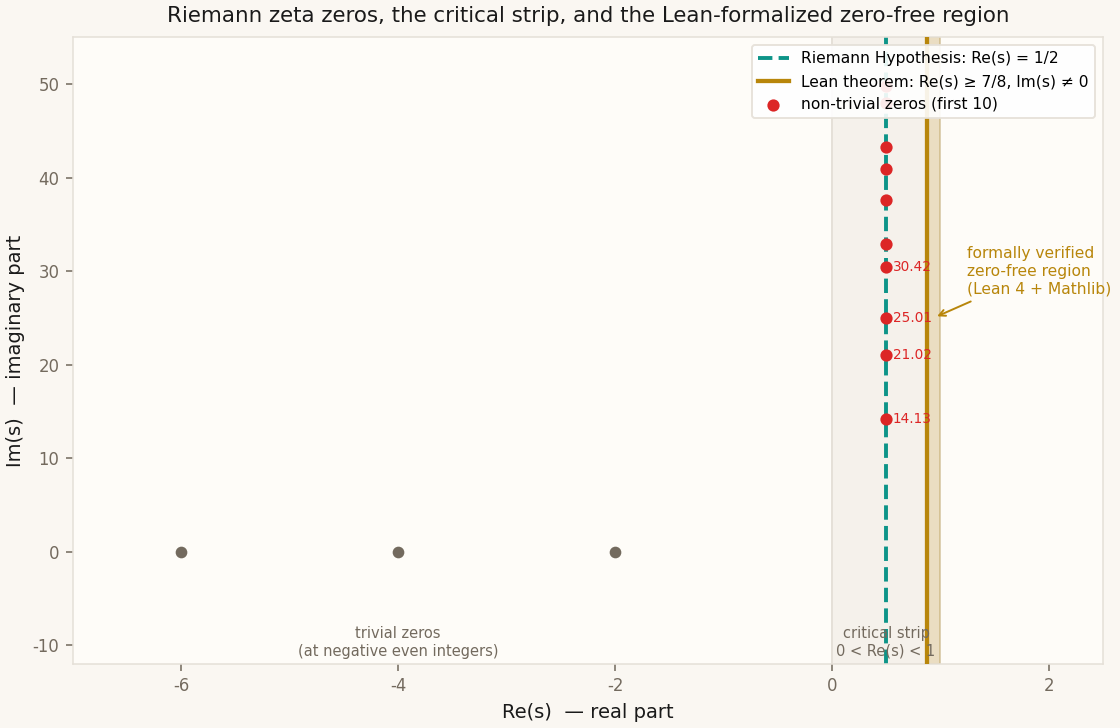 Riemann zeta zeros, the critical strip, and the Lean-formalized zero-free region
Riemann Hypothesis: Re(s) = 1/2
Lean theorem: Re(s) ≥ 7/8, Im(s) ≠ 0
non-trivial zeros (first 10)
50
40
30
20
10
0
-10
Im(s) — imaginary part
30.42
25.01
21.02
14.13
formally verified
zero-free region
(Lean 4 + Mathlib)
trivial zeros
(at negative even integers)
critical strip
0 < Re(s) < 1
-6
-4
-2
0
2
Re(s) — real part